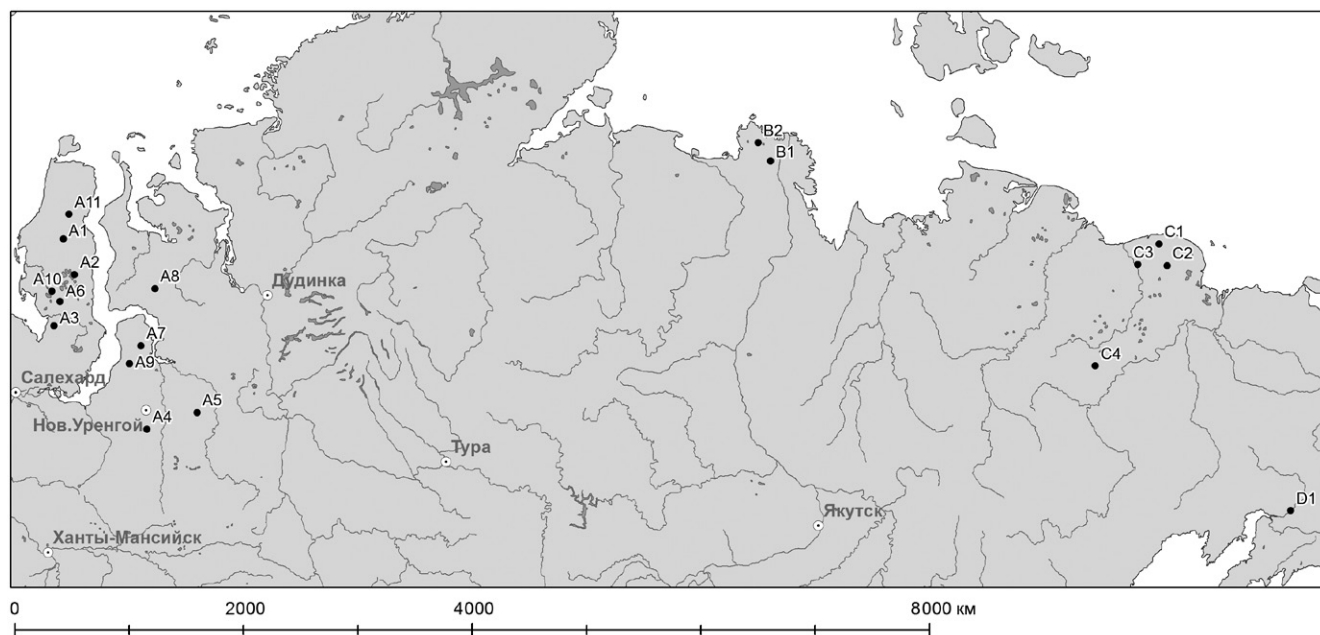 B2
B1
A11
A1
C1
A2
C3
C2
A10
A8
A6
Дудинка
A3
A7
A9
C4
Салехард
A5
A4
Нов.Уренгой
Тура
D1
Якутск
Ханты-Мансийск
0 2000 4000 8000 км